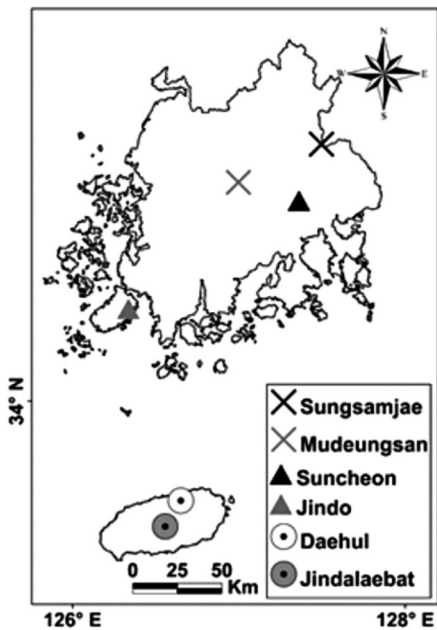 N
W E
S
34° N
Sungsamjae
Mudeungsan
Suncheon
Jindo
Daehul
Jindalaebat
0 25 50
Km
126° E 128° E